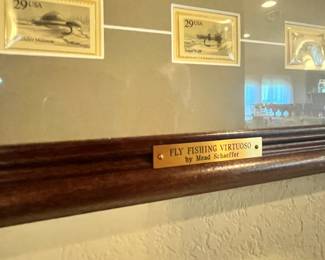 29 USA
29 USA
FLY FISHING VIRTUOSO
by Mead Schaeffer